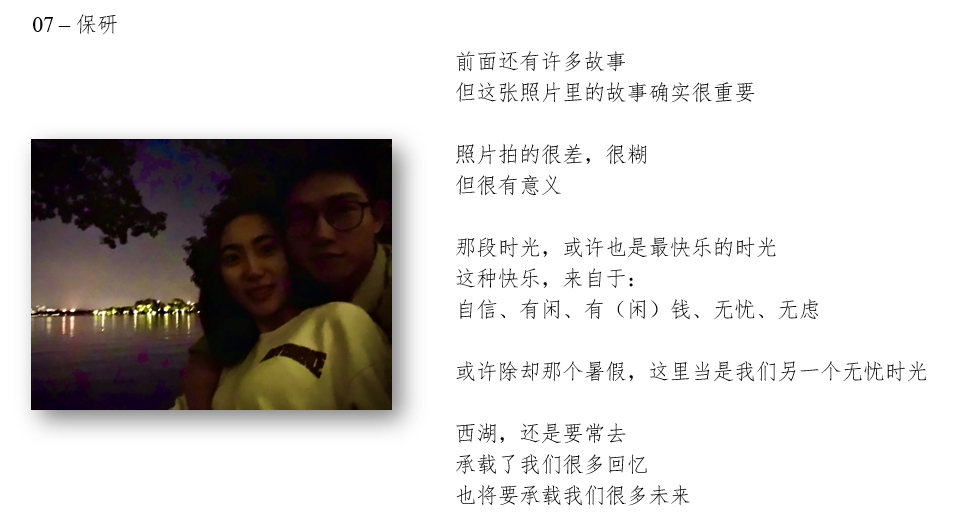 07 – 保研
前面还有许多故事
但这张照片里的故事确实很重要
照片拍的很差，很糊
但很有意义
那段时光，或许也是最快乐的时光
这种快乐，来自于：
自信、有闲、有（闲）钱、无忧、无虑
或许除却那个暑假，这里当是我们另一个无忧时光
西湖，还是要常去
承载了我们很多回忆
也将要承载我们很多未来